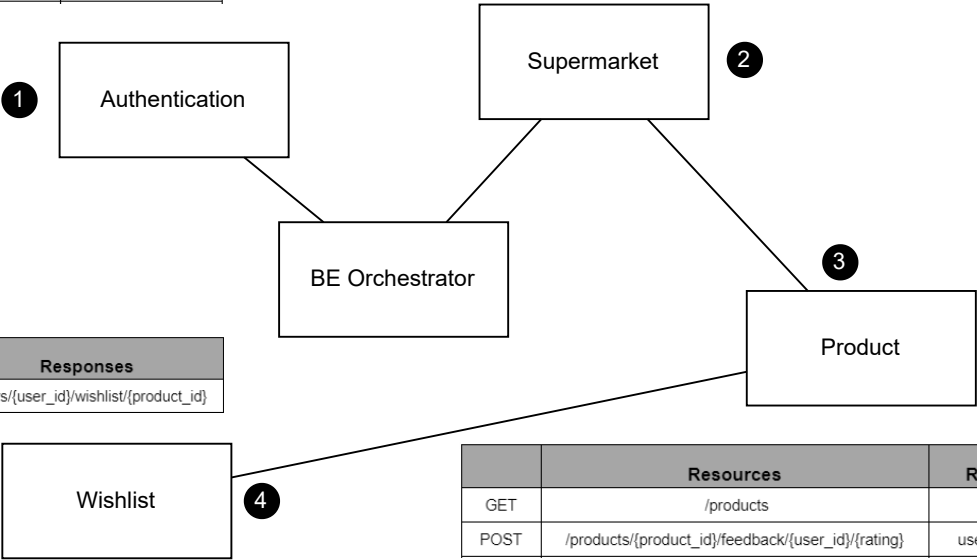 Supermarket
2
1
Authentication
BE Orchestrator
3
Product
Responses
s/{user_id}/wishlist/{product_id}
Wishlist
4
Resources R
GET /products
POST /products/{product_id}/feedback/{user_id}/{rating} use